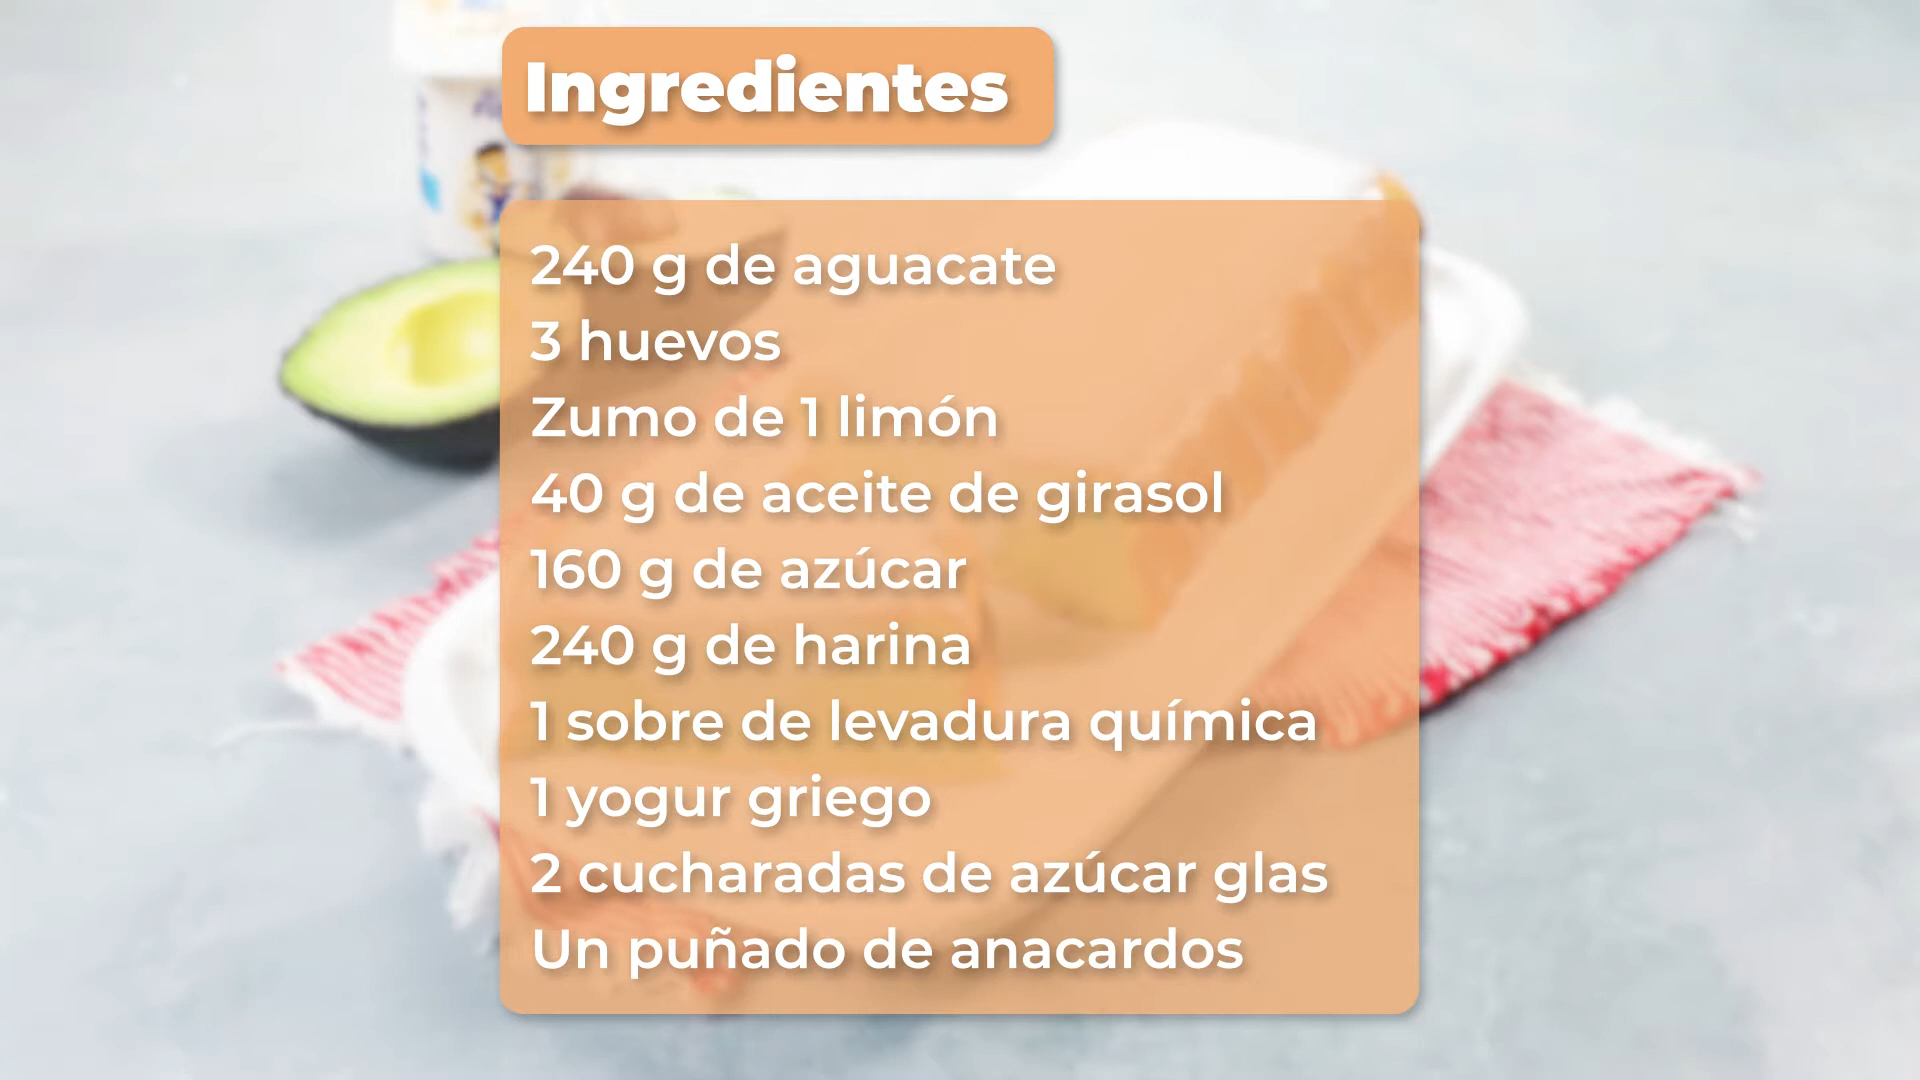 Ingredientes
240 g de aguacate
3 huevos
Zumo de 1 limón
40 g de aceite de girasol
160 g de azúcar
240 g de harina
1 sobre de levadura química
1 yogur griego
2 cucharadas de azúcar glas
Un puñado de anacardos